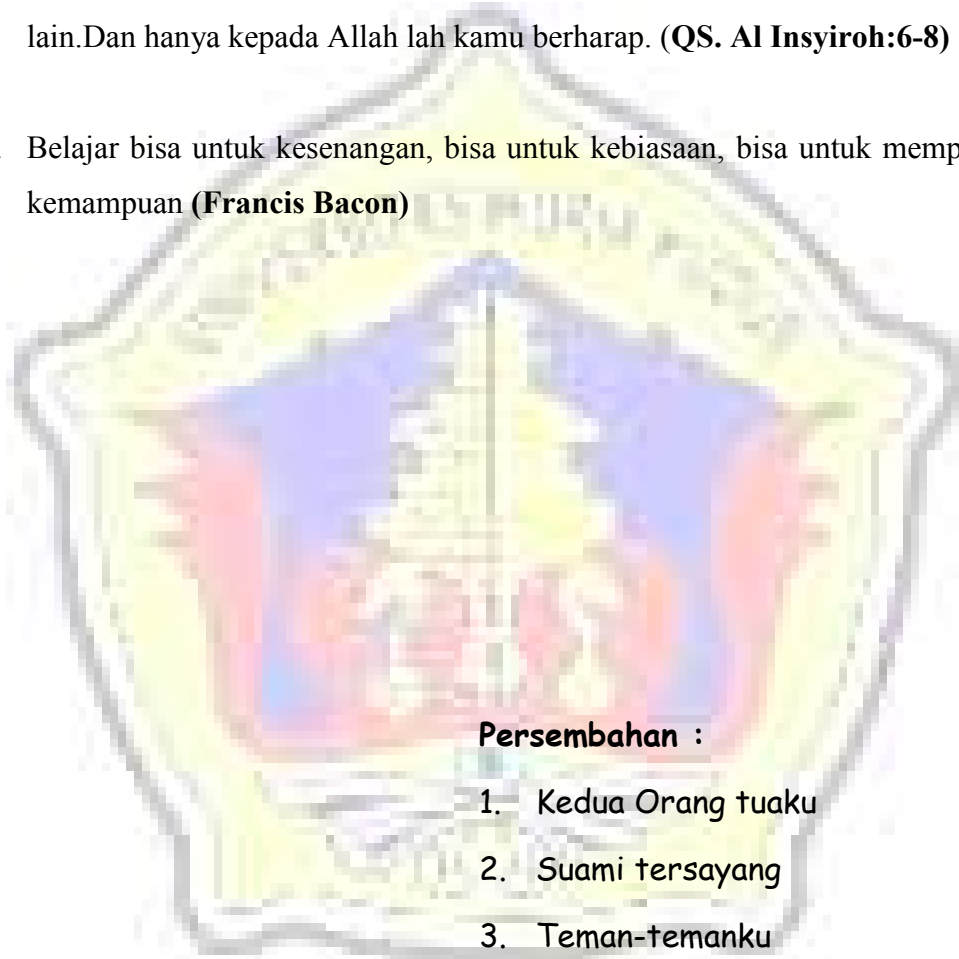 lain.Dan hanya kepada Allah lah kamu berharap. (QS. Al Insyiroh:6-8)
Belajar bisa untuk kesenangan, bisa untuk kebiasaan, bisa untuk
kemampuan (Francis Bacon)
Persembahan :
1. Kedua Orang tuaku
2. Suami tersayang
3. Teman-temanku